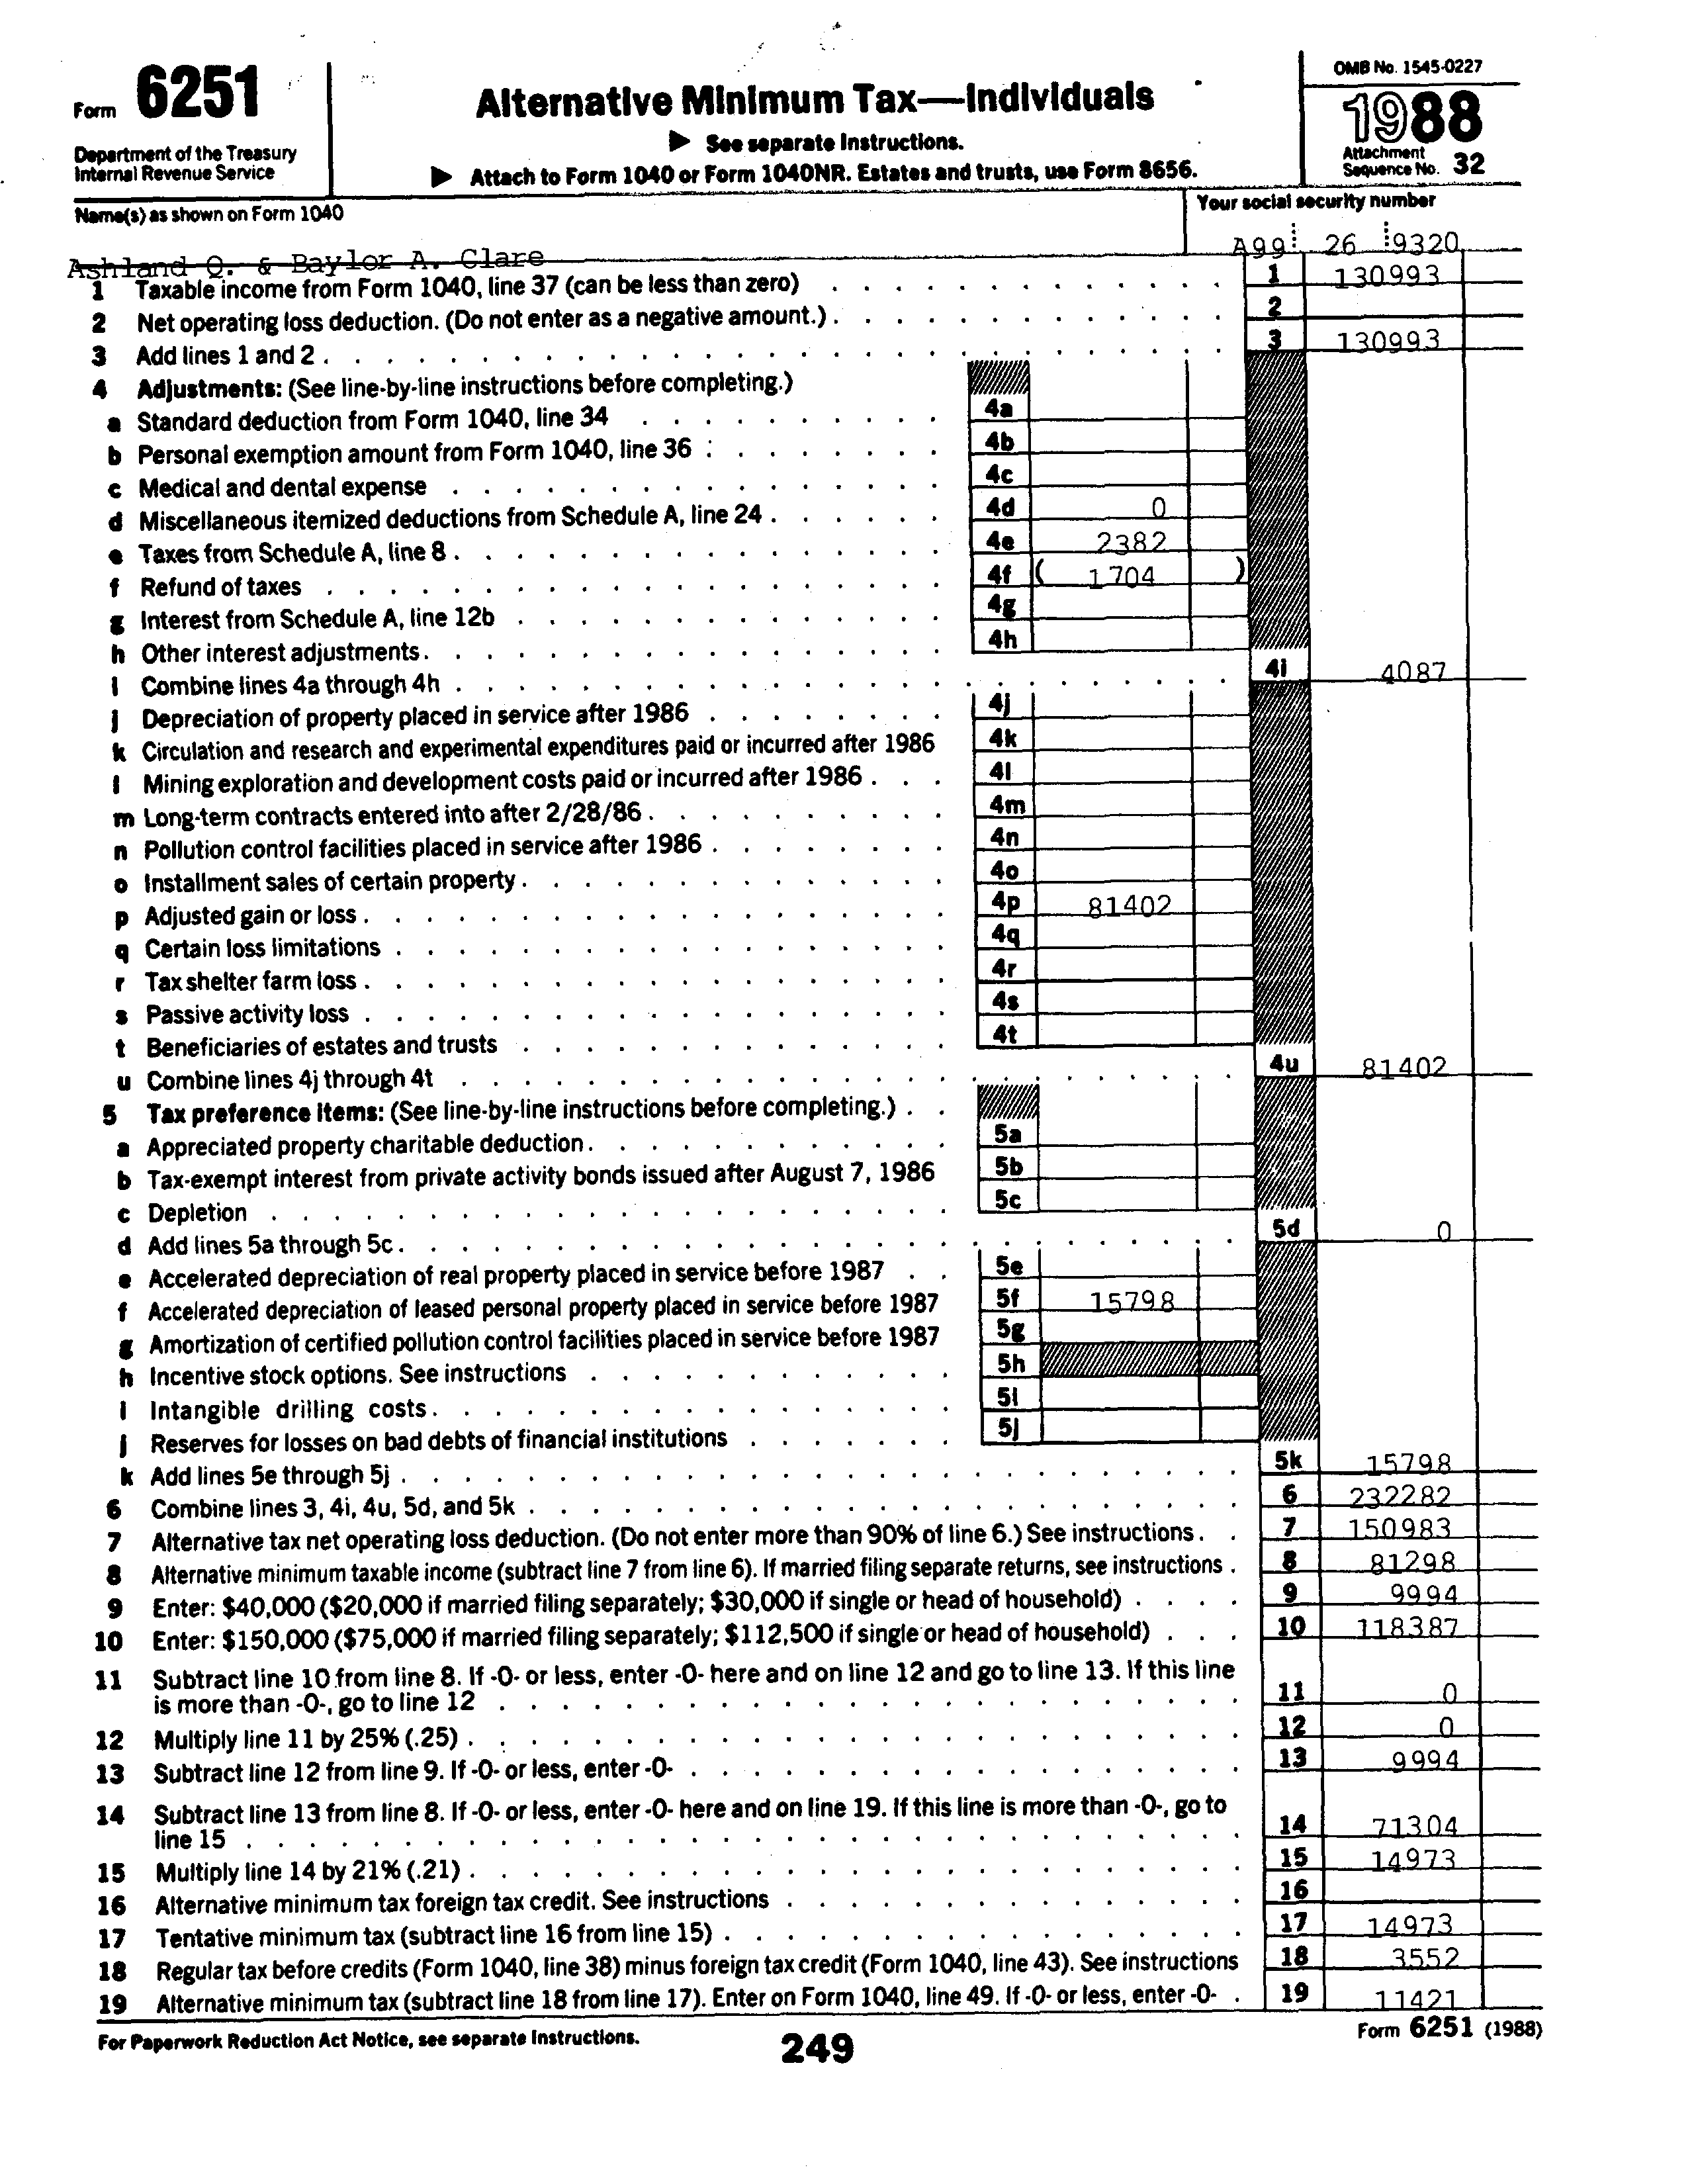 Form 6251
Department of the Treasury
Internal Revenue Service
Alternative Minimum Tax—Individuals
▶ See separate Instructions.
▶ Attach to Form 1040 or Form 1040NR. Estates and trusts, use Form 8656.
OMB No. 1545-0227
1988
Attachment
Sequence No. 32
Name(s) as shown on Form 1040
Your social security number
Ashland Q. & Baylor A. Clare
A99 26 9320
1 Taxable income from Form 1040, line 37 (can be less than zero) 1 130993
2 Net operating loss deduction. (Do not enter as a negative amount.) 2
3 Add lines 1 and 2 3 130993
4 Adjustments: (See line-by-line instructions before completing.)
a Standard deduction from Form 1040, line 34 4a
b Personal exemption amount from Form 1040, line 36 4b
c Medical and dental expense 4c
d Miscellaneous itemized deductions from Schedule A, line 24 4d 0
e Taxes from Schedule A, line 8 4e 2382
f Refund of taxes 4f ( 1704 )
g Interest from Schedule A, line 12b 4g
h Other interest adjustments 4h
i Combine lines 4a through 4h 4i 4087
j Depreciation of property placed in service after 1986 4j
k Circulation and research and experimental expenditures paid or incurred after 1986 4k
l Mining exploration and development costs paid or incurred after 1986 4l
m Long-term contracts entered into after 2/28/86 4m
n Pollution control facilities placed in service after 1986 4n
o Installment sales of certain property 4o
p Adjusted gain or loss 4p 81402
q Certain loss limitations 4q
r Tax shelter farm loss 4r
s Passive activity loss 4s
t Beneficiaries of estates and trusts 4t
u Combine lines 4j through 4t 4u 81402
5 Tax preference items: (See line-by-line instructions before completing.)
a Appreciated property charitable deduction 5a
b Tax-exempt interest from private activity bonds issued after August 7, 1986 5b
c Depletion 5c
d Add lines 5a through 5c 5d 0
e Accelerated depreciation of real property placed in service before 1987 5e
f Accelerated depreciation of leased personal property placed in service before 1987 5f 15798
g Amortization of certified pollution control facilities placed in service before 1987 5g
h Incentive stock options. See instructions 5h
i Intangible drilling costs 5i
j Reserves for losses on bad debts of financial institutions 5j
k Add lines 5e through 5j 5k 15798
6 Combine lines 3, 4i, 4u, 5d, and 5k 6 232282
7 Alternative tax net operating loss deduction. (Do not enter more than 90% of line 6.) See instructions 7 150983
8 Alternative minimum taxable income (subtract line 7 from line 6). If married filing separate returns, see instructions 8 81298
9 Enter: $40,000 ($20,000 if married filing separately; $30,000 if single or head of household) 9 9994
10 Enter: $150,000 ($75,000 if married filing separately; $112,500 if single or head of household) 10 118387
11 Subtract line 10 from line 8. If -0- or less, enter -0- here and on line 12 and go to line 13. If this line
is more than -0-, go to line 12 11 0
12 Multiply line 11 by 25% (.25) 12 0
13 Subtract line 12 from line 9. If -0- or less, enter -0- 13 9994
14 Subtract line 13 from line 8. If -0- or less, enter -0- here and on line 19. If this line is more than -0-, go to
line 15 14 71304
15 Multiply line 14 by 21% (.21) 15 14973
16 Alternative minimum tax foreign tax credit. See instructions 16
17 Tentative minimum tax (subtract line 16 from line 15) 17 14973
18 Regular tax before credits (Form 1040, line 38) minus foreign tax credit (Form 1040, line 43). See instructions 18 3552
19 Alternative minimum tax (subtract line 18 from line 17). Enter on Form 1040, line 49. If -0- or less, enter -0- 19 11421
For Paperwork Reduction Act Notice, see separate Instructions.
249
Form 6251 (1988)